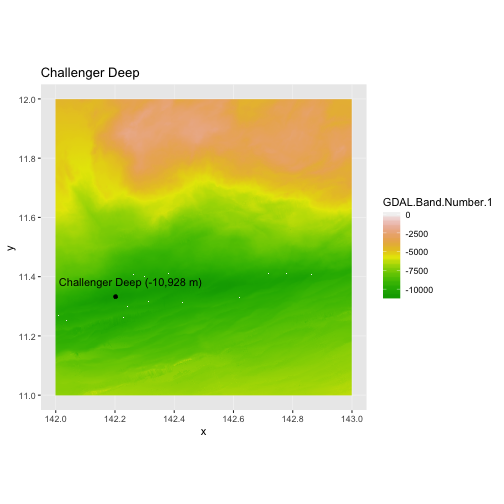 Challenger Deep
12.0
11.8
11.6
11.4
11.2
11.0
y
Challenger Deep (-10,928 m)
142.0 142.2 142.4 142.6 142.8 143.0
x
GDAL.Band.Number.1
0
-2500
-5000
-7500
-10000